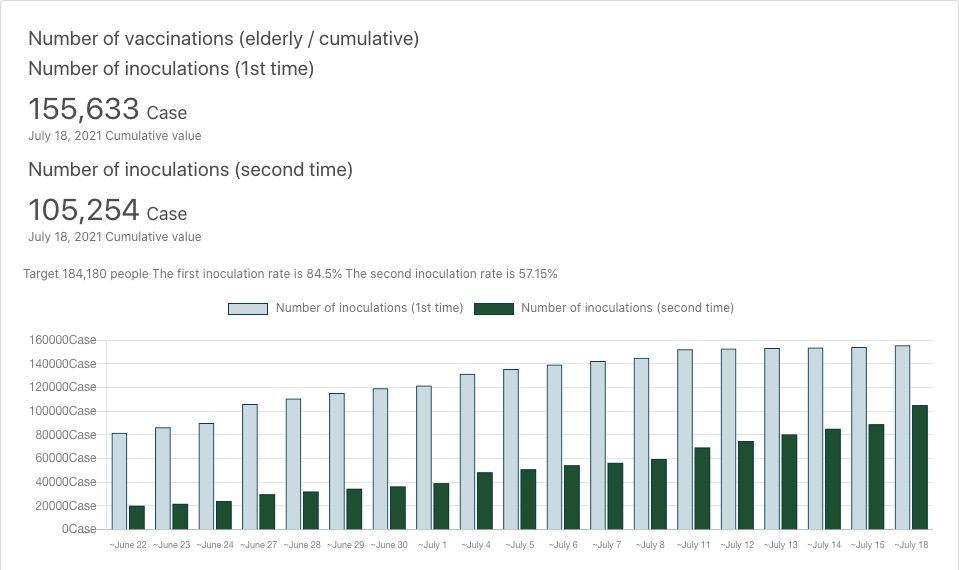 Number of vaccinations (elderly / cumulative)
Number of inoculations (1st time)
155,633 Case
July 18, 2021 Cumulative value
Number of inoculations (second time)
105,254 Case
July 18, 2021 Cumulative value
Target 184,180 people The first inoculation rate is 84.5% The second inoculation rate is 57.15%
Number of inoculations (1st time) Number of inoculations (second time)
160000Case
140000Case
120000Case
100000Case
80000Case
60000Case
40000Case
20000Case
0Case
~June 22 ~June 23 ~June 24 ~June 27 ~June 28 ~June 29 ~June 30 ~July 1 ~July 4 ~July 5 ~July 6 ~July 7 ~July 8 ~July 11 ~July 12 ~July 13 ~July 14 ~July 15 ~July 18